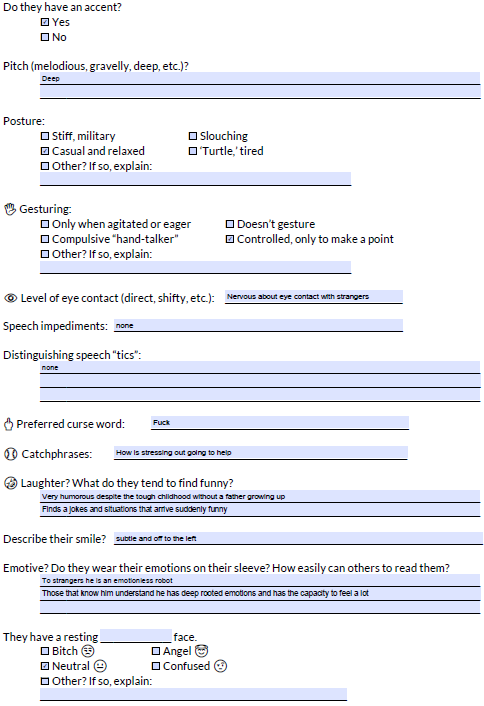 Do they have an accent?
Yes
No
Pitch (melodious, gravelly, deep, etc.)?
Deep
Posture:
Stiff, military
Slouching
Casual and relaxed
'Turtle,' tired
Other? If so, explain:
Gesturing:
Only when agitated or eager
Doesn't gesture
Compulsive "hand-talker"
Controlled, only to make a point
Other? If so, explain:
Level of eye contact (direct, shifty, etc.): Nervous about eye contact with strangers
Speech impediments: none
Distinguishing speech "tics":
none
Preferred curse word: Fuck
Catchphrases: How is stressing out going to help
Laughter? What do they tend to find funny?
Very humorous despite the tough childhood without a father growing up
Finds a jokes and situations that arrive suddenly funny
Describe their smile? subtle and off to the left
Emotive? Do they wear their emotions on their sleeve? How easily can others to read them?
To strangers he is an emotionless robot
Those that know him understand he has deep rooted emotions and has the capacity to feel a lot
They have a resting face.
Bitch
Angel
Neutral
Confused
Other? If so, explain: